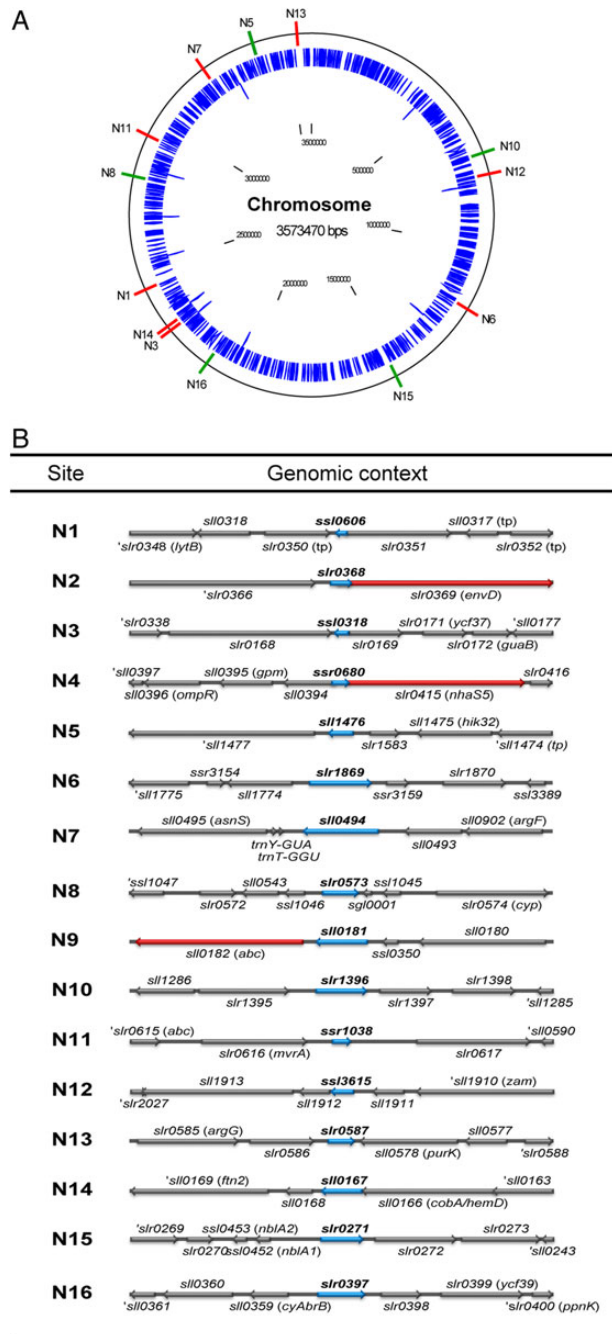 A
N13
N5
N7
N11
N10
N8
N12
3500000
3000000
500000
Chromosome
3573470 bps
2500000
1000000
2000000
1500000
N1
N6
N14
N3
N16
N15
B
Site Genomic context
sll0318 ssl0606 sll0317 (tp)
N1
'slr0348 (lytB) slr0350 (tp) slr0351 slr0352 (tp)
slr0368
N2
'slr0366 slr0369 (envD)
'slr0338 ssl0318 slr0171 (ycf37) 'sll0177
N3
slr0168 slr0169 slr0172 (guaB)
'sll0397 sll0395 (gpm) ssr0680 slr0416
N4
sll0396 (ompR) sll0394 slr0415 (nhaS5)
sll1476 sll1475 (hik32)
N5
'sll1477 slr1583 'sll1474 (tp)
ssr3154 slr1869 slr1870
N6
'sll1775 sll1774 ssr3159 ssl3389
sll0495 (asnS) sll0494 sll0902 (argF)
N7
trnY-GUA sll0493
trnT-GGU
'ssl1047 sll0543 slr0573 ssl1045
N8
slr0572 ssl1046 sgl0001 slr0574 (cyp)
sll0181 sll0180
N9
sll0182 (abc) ssl0350
sll1286 slr1396 slr1398
N10
slr1395 slr1397 'sll1285
'slr0615 (abc) ssr1038 'sll0590
N11
slr0616 (mvrA) slr0617
sll1913 ssl3615 'sll1910 (zam)
N12
'slr2027 sll1912 sll1911
slr0585 (argG) slr0587 sll0577
N13
slr0586 sll0578 (purK) 'slr0588
'sll0169 (ftn2) sll0167 'sll0163
N14
sll0168 sll0166 (cobA/hemD)
'slr0269 ssl0453 (nblA2) slr0271 slr0273
N15
slr0270 ssl0452 (nblA1) slr0272 'sll0243
sll0360 slr0397 slr0399 (ycf39)
N16
'sll0361 sll0359 (cyAbrB) slr0398 'slr0400 (ppnK)